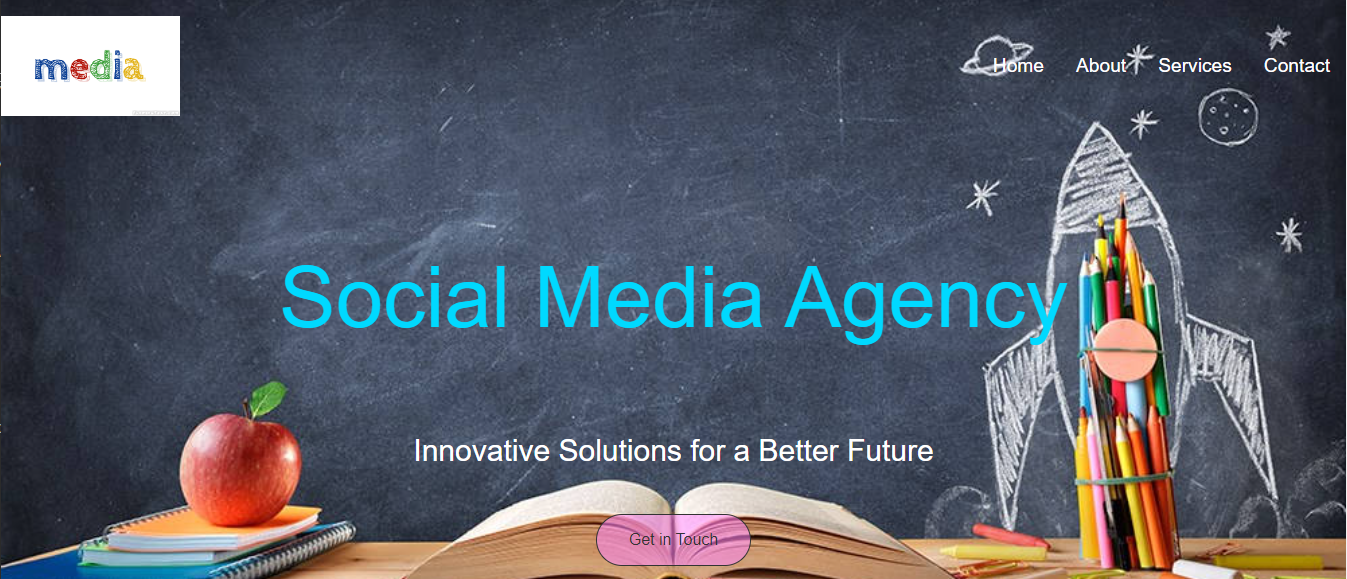 media
Home About Services Contact
Social Media Agency
Innovative Solutions for a Better Future
Get in Touch